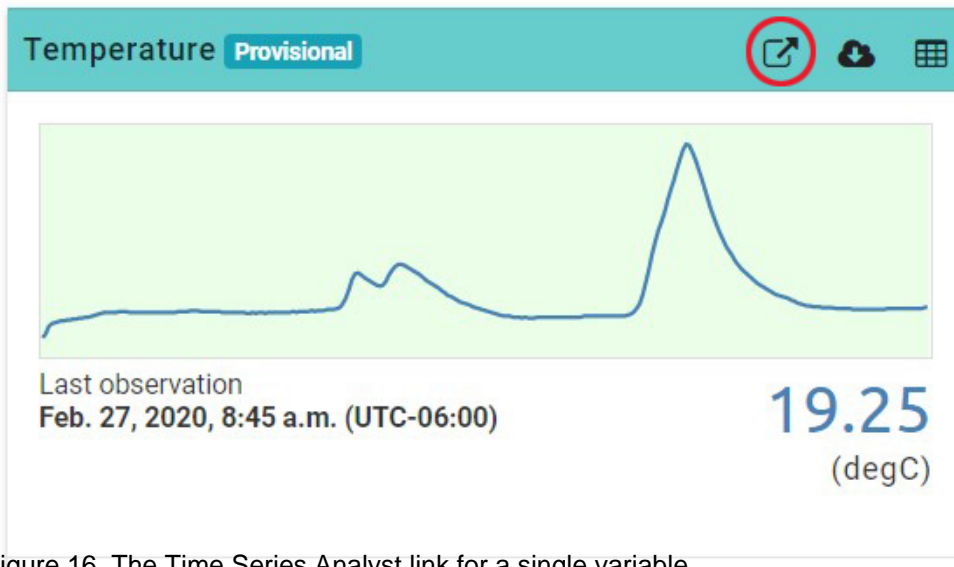 Temperature Provisional
Last observation
Feb. 27, 2020, 8:45 a.m. (UTC-06:00)
19.25
(degC)
igure 16. The Time Series Analyst link for a single variable